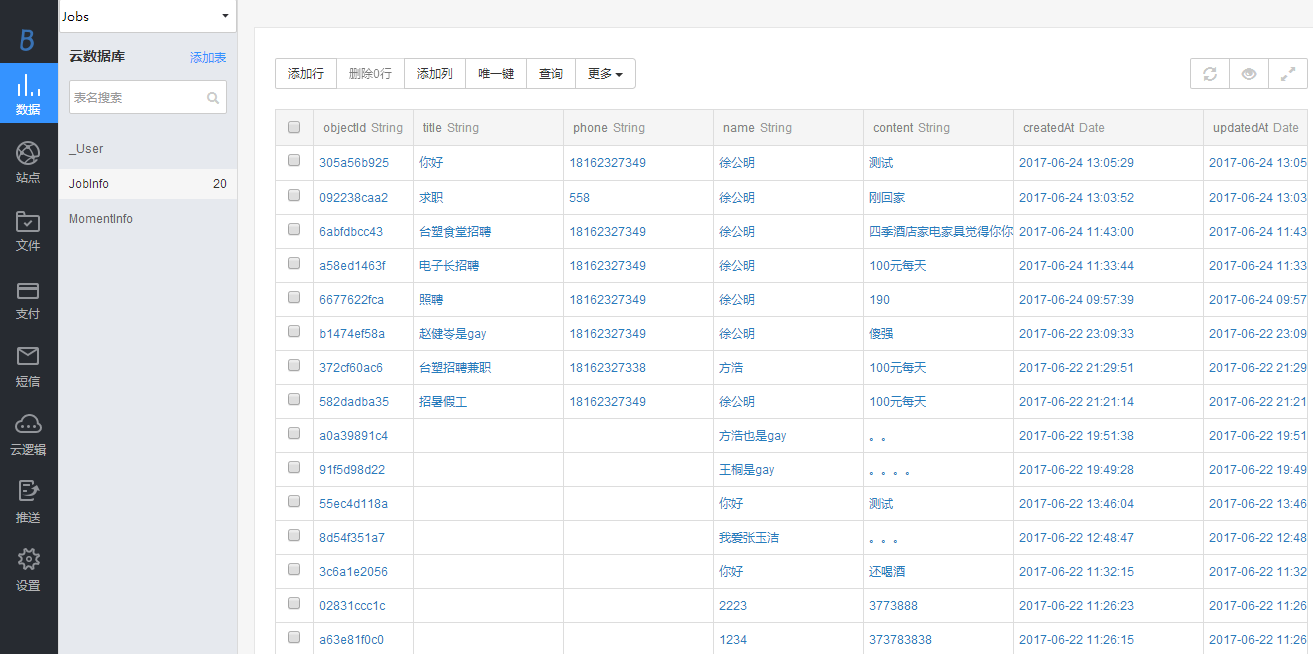 Jobs
B
数据
站点
文件
支付
短信
云逻辑
推送
设置
云数据库 添加表
表名搜索
_User
JobInfo 20
MomentInfo
添加行 删除0行 添加列 唯一键 查询 更多
objectId String title String phone String name String content String createdAt Date updatedAt Date
305a56b925 你好 18162327349 徐公明 测试 2017-06-24 13:05:29 2017-06-24 13:05
092238caa2 求职 558 徐公明 刚回家 2017-06-24 13:03:52 2017-06-24 13:03
6abfdbcc43 台塑食堂招聘 18162327349 徐公明 四季酒店家电家具觉得你你 2017-06-24 11:43:00 2017-06-24 11:43
a58ed1463f 电子长招聘 18162327349 徐公明 100元每天 2017-06-24 11:33:44 2017-06-24 11:33
6677622fca 照聘 18162327349 徐公明 190 2017-06-24 09:57:39 2017-06-24 09:57
b1474ef58a 赵健岺是gay 18162327349 徐公明 傻强 2017-06-22 23:09:33 2017-06-22 23:09
372cf60ac6 台塑招聘兼职 18162327338 方浩 100元每天 2017-06-22 21:29:51 2017-06-22 21:29
582dadba35 招暑假工 18162327349 徐公明 100元每天 2017-06-22 21:21:14 2017-06-22 21:21
a0a39891c4 方浩也是gay 。。 2017-06-22 19:51:38 2017-06-22 19:51
91f5d98d22 王桐是gay 。。。。 2017-06-22 19:49:28 2017-06-22 19:49
55ec4d118a 你好 测试 2017-06-22 13:46:04 2017-06-22 13:46
8d54f351a7 我爱张玉洁 。。。 2017-06-22 12:48:47 2017-06-22 12:48
3c6a1e2056 你好 还喝酒 2017-06-22 11:32:15 2017-06-22 11:32
02831ccc1c 2223 3773888 2017-06-22 11:26:23 2017-06-22 11:26
a63e81f0c0 1234 373783838 2017-06-22 11:26:15 2017-06-22 11:26